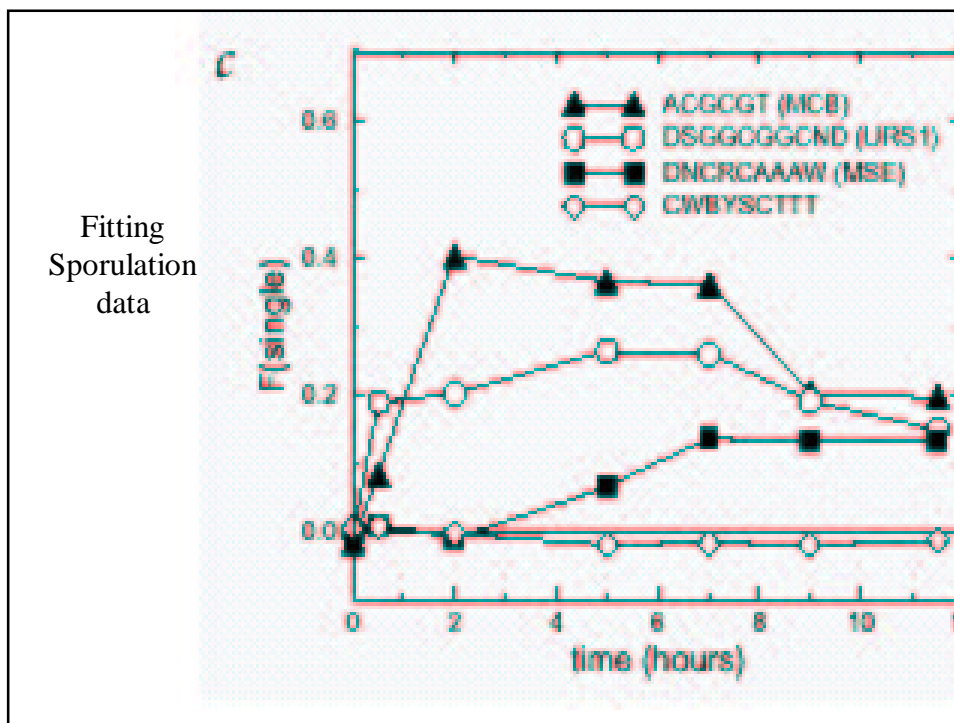 c
ACGCGT (MCB)
DSGGCGGCND (URS1)
DNCRCAAAW (MSE)
CWBYSCTTT
Fitting
Sporulation
data
F(single)
0.6
0.4
0.2
0.0
0 2 4 6 8 10 1
time (hours)